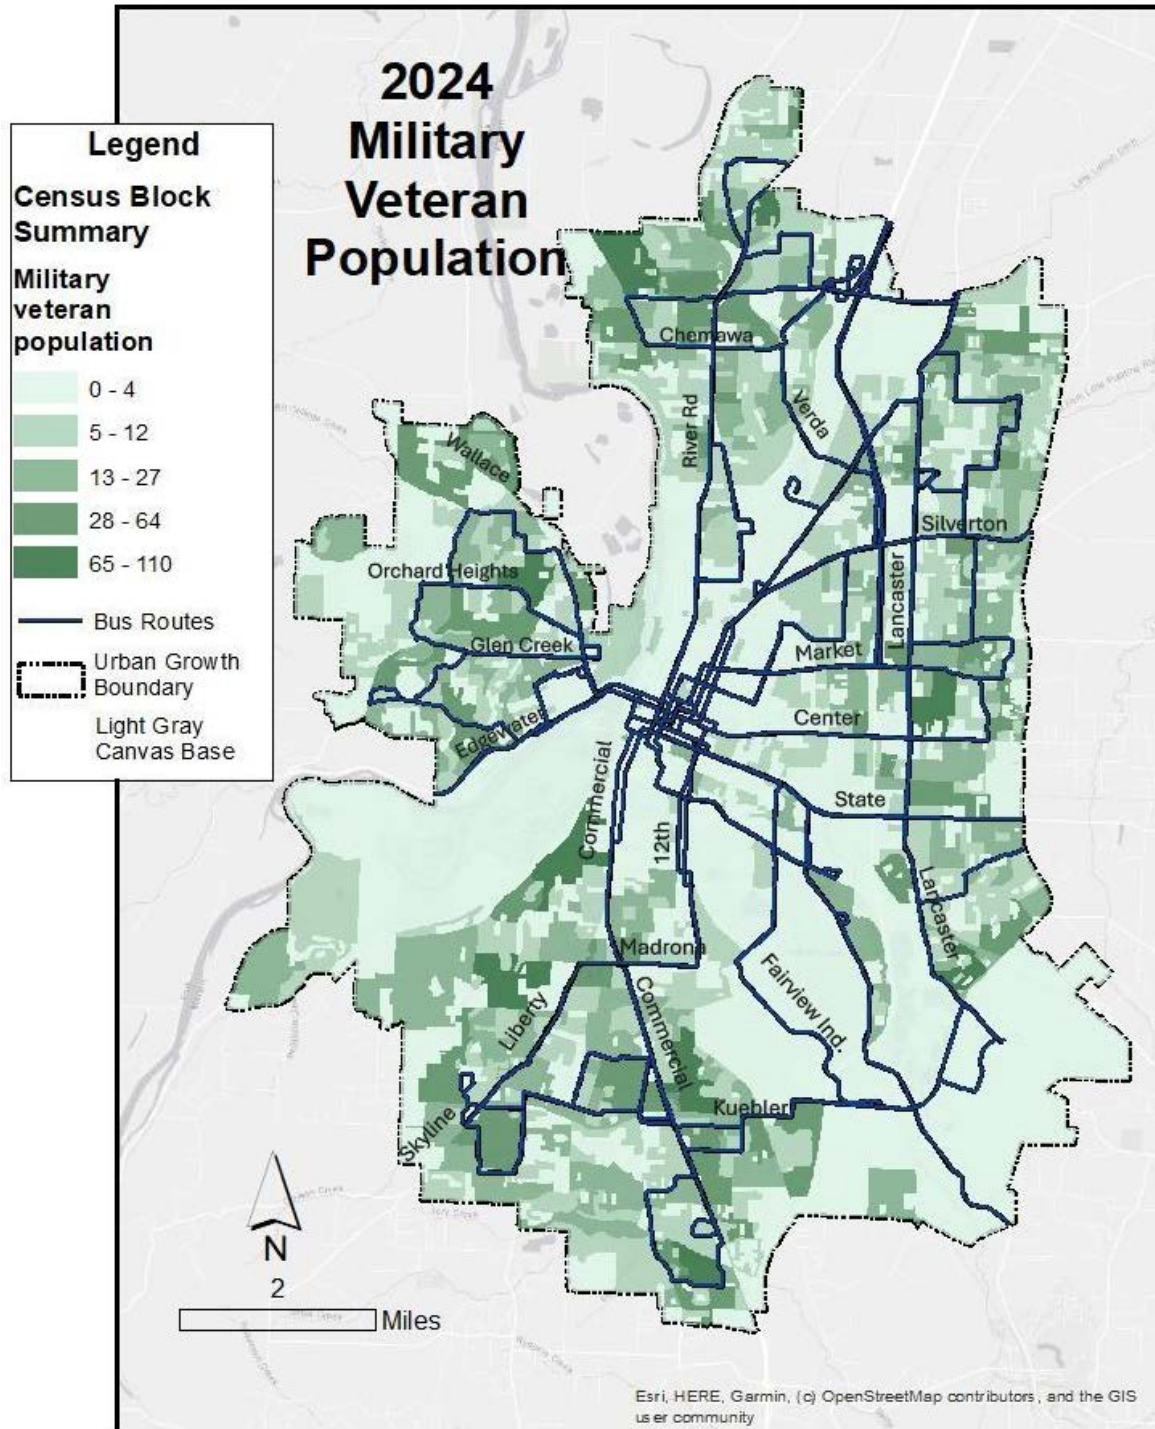 2024
Military
Veteran
Population
Legend
Census Block
Summary
Military
veteran
population
0 - 4
5 - 12
13 - 27
28 - 64
65 - 110
Bus Routes
Urban Growth
Boundary
Light Gray
Canvas Base
Chemawa
River Rd
Verda
Wallace
Silverton
Orchard Heights
Lancaster
Glen Creek
Market
Center
Edgewater
Commercial
State
12th
Lancaster
Madrona
Fairview Ind.
Liberty
Commercial
Kuebler
Skyline
N
2
Miles
Esri, HERE, Garmin, (c) OpenStreetMap contributors, and the GIS
user community